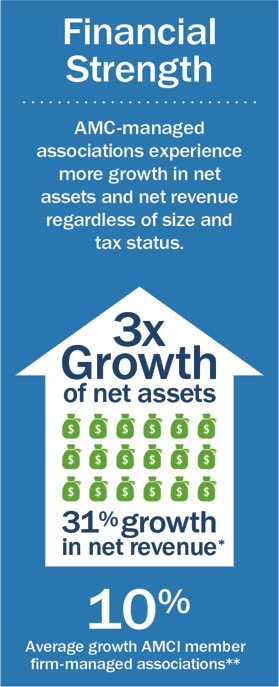 Financial
Strength
AMC-managed
associations experience
more growth in net
assets and net revenue
regardless of size and
tax status.
3x
Growth
of net assets
$ $ $ $ $ $
$ $ $ $ $ $
$ $ $ $ $ $
31% growth
in net revenue*
10%
Average growth AMCI member
firm-managed associations**